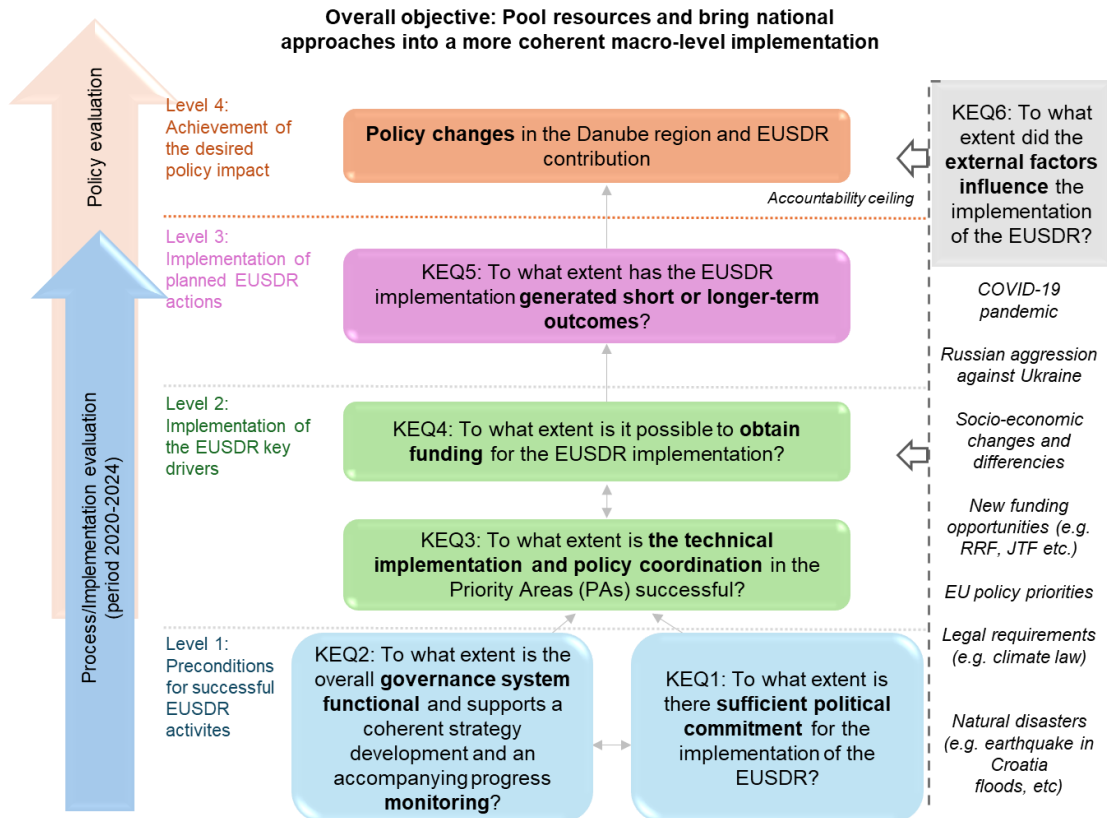 Overall objective: Pool resources and bring national
approaches into a more coherent macro-level implementation
Policy evaluation
Process/Implementation evaluation
(period 2020-2024)
Level 4:
Achievement of
the desired
policy impact
Policy changes in the Danube region and EUSDR
contribution
Accountability ceiling
Level 3:
Implementation of
planned EUSDR
actions
KEQ5: To what extent has the EUSDR
implementation generated short or longer-term
outcomes?
Level 2:
Implementation of
the EUSDR key
drivers
KEQ4: To what extent is it possible to obtain
funding for the EUSDR implementation?
KEQ3: To what extent is the technical
implementation and policy coordination in the
Priority Areas (PAs) successful?
Level 1:
Preconditions
for successful
EUSDR
activites
KEQ2: To what extent is the
overall governance system
functional and supports a
coherent strategy
development and an
accompanying progress
monitoring?
KEQ1: To what extent is
there sufficient political
commitment for the
implementation of the
EUSDR?
KEQ6: To what
extent did the
external factors
influence the
implementation
of the EUSDR?
COVID-19
pandemic
Russian aggression
against Ukraine
Socio-economic
changes and
differencies
New funding
opportunities (e.g.
RRF, JTF etc.)
EU policy priorities
Legal requirements
(e.g. climate law)
Natural disasters
(e.g. earthquake in
Croatia
floods, etc)